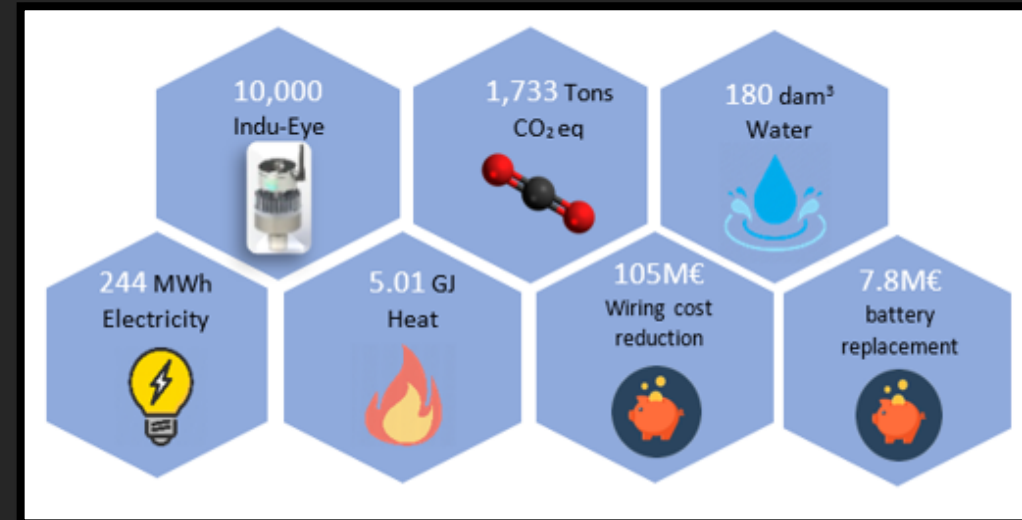 10,000
Indu-Eye
1,733 Tons
CO₂ eq
180 dam³
Water
244 MWh
Electricity
5.01 GJ
Heat
105M€
Wiring cost
reduction
7.8M€
battery
replacement